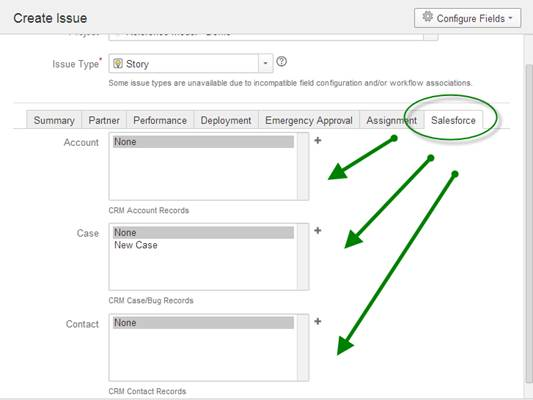 Create Issue
Configure Fields
Issue Type*
Story
Some issue types are unavailable due to incompatible field configuration and/or workflow associations.
Summary Partner Performance Deployment Emergency Approval Assignment Salesforce
Account
None
CRM Account Records
Case
None
New Case
CRM Case/Bug Records
Contact
None
CRM Contact Records